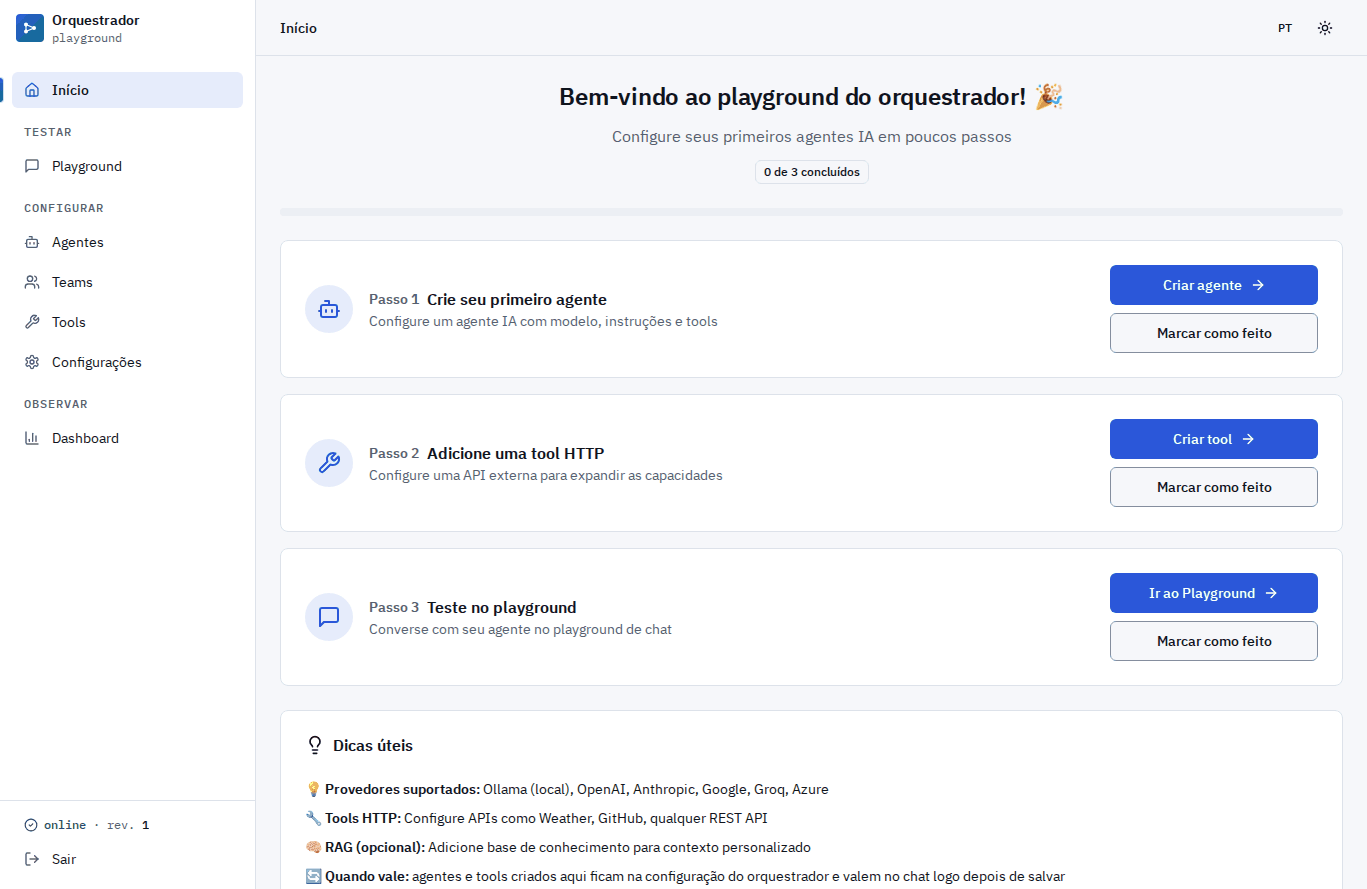 Orquestrador
playground
Início
TESTAR
Playground
CONFIGURAR
Agentes
Teams
Tools
Configurações
OBSERVAR
Dashboard
online · rev. 1
Sair
Início
PT
Bem-vindo ao playground do orquestrador! 🎉
Configure seus primeiros agentes IA em poucos passos
0 de 3 concluídos
Passo 1 Crie seu primeiro agente
Configure um agente IA com modelo, instruções e tools
Criar agente →
Marcar como feito
Passo 2 Adicione uma tool HTTP
Configure uma API externa para expandir as capacidades
Criar tool →
Marcar como feito
Passo 3 Teste no playground
Converse com seu agente no playground de chat
Ir ao Playground →
Marcar como feito
Dicas úteis
💡 Provedores suportados: Ollama (local), OpenAI, Anthropic, Google, Groq, Azure
🔧 Tools HTTP: Configure APIs como Weather, GitHub, qualquer REST API
🧠 RAG (opcional): Adicione base de conhecimento para contexto personalizado
🔄 Quando vale: agentes e tools criados aqui ficam na configuração do orquestrador e valem no chat logo depois de salvar